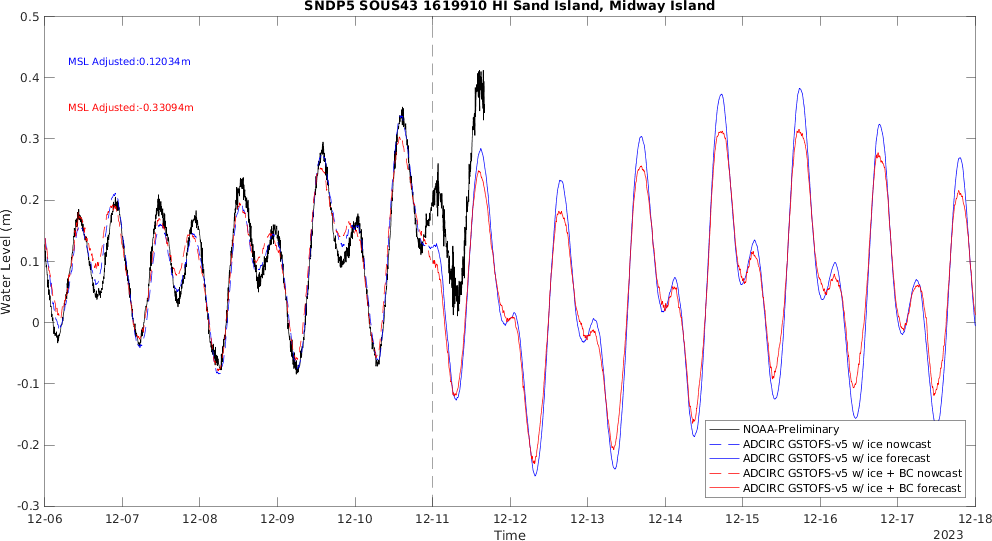 SNDP5 SOUS43 1619910 HI Sand Island, Midway Island
0.5
0.4
0.3
0.2
0.1
0
-0.1
-0.2
-0.3
Water Level (m)
MSL Adjusted:0.12034m
MSL Adjusted:-0.33094m
NOAA-Preliminary
ADCIRC GSTOFS-v5 w/ ice nowcast
ADCIRC GSTOFS-v5 w/ ice forecast
ADCIRC GSTOFS-v5 w/ ice + BC nowcast
ADCIRC GSTOFS-v5 w/ ice + BC forecast
12-06 12-07 12-08 12-09 12-10 12-11 12-12 12-13 12-14 12-15 12-16 12-17 12-18
Time
2023